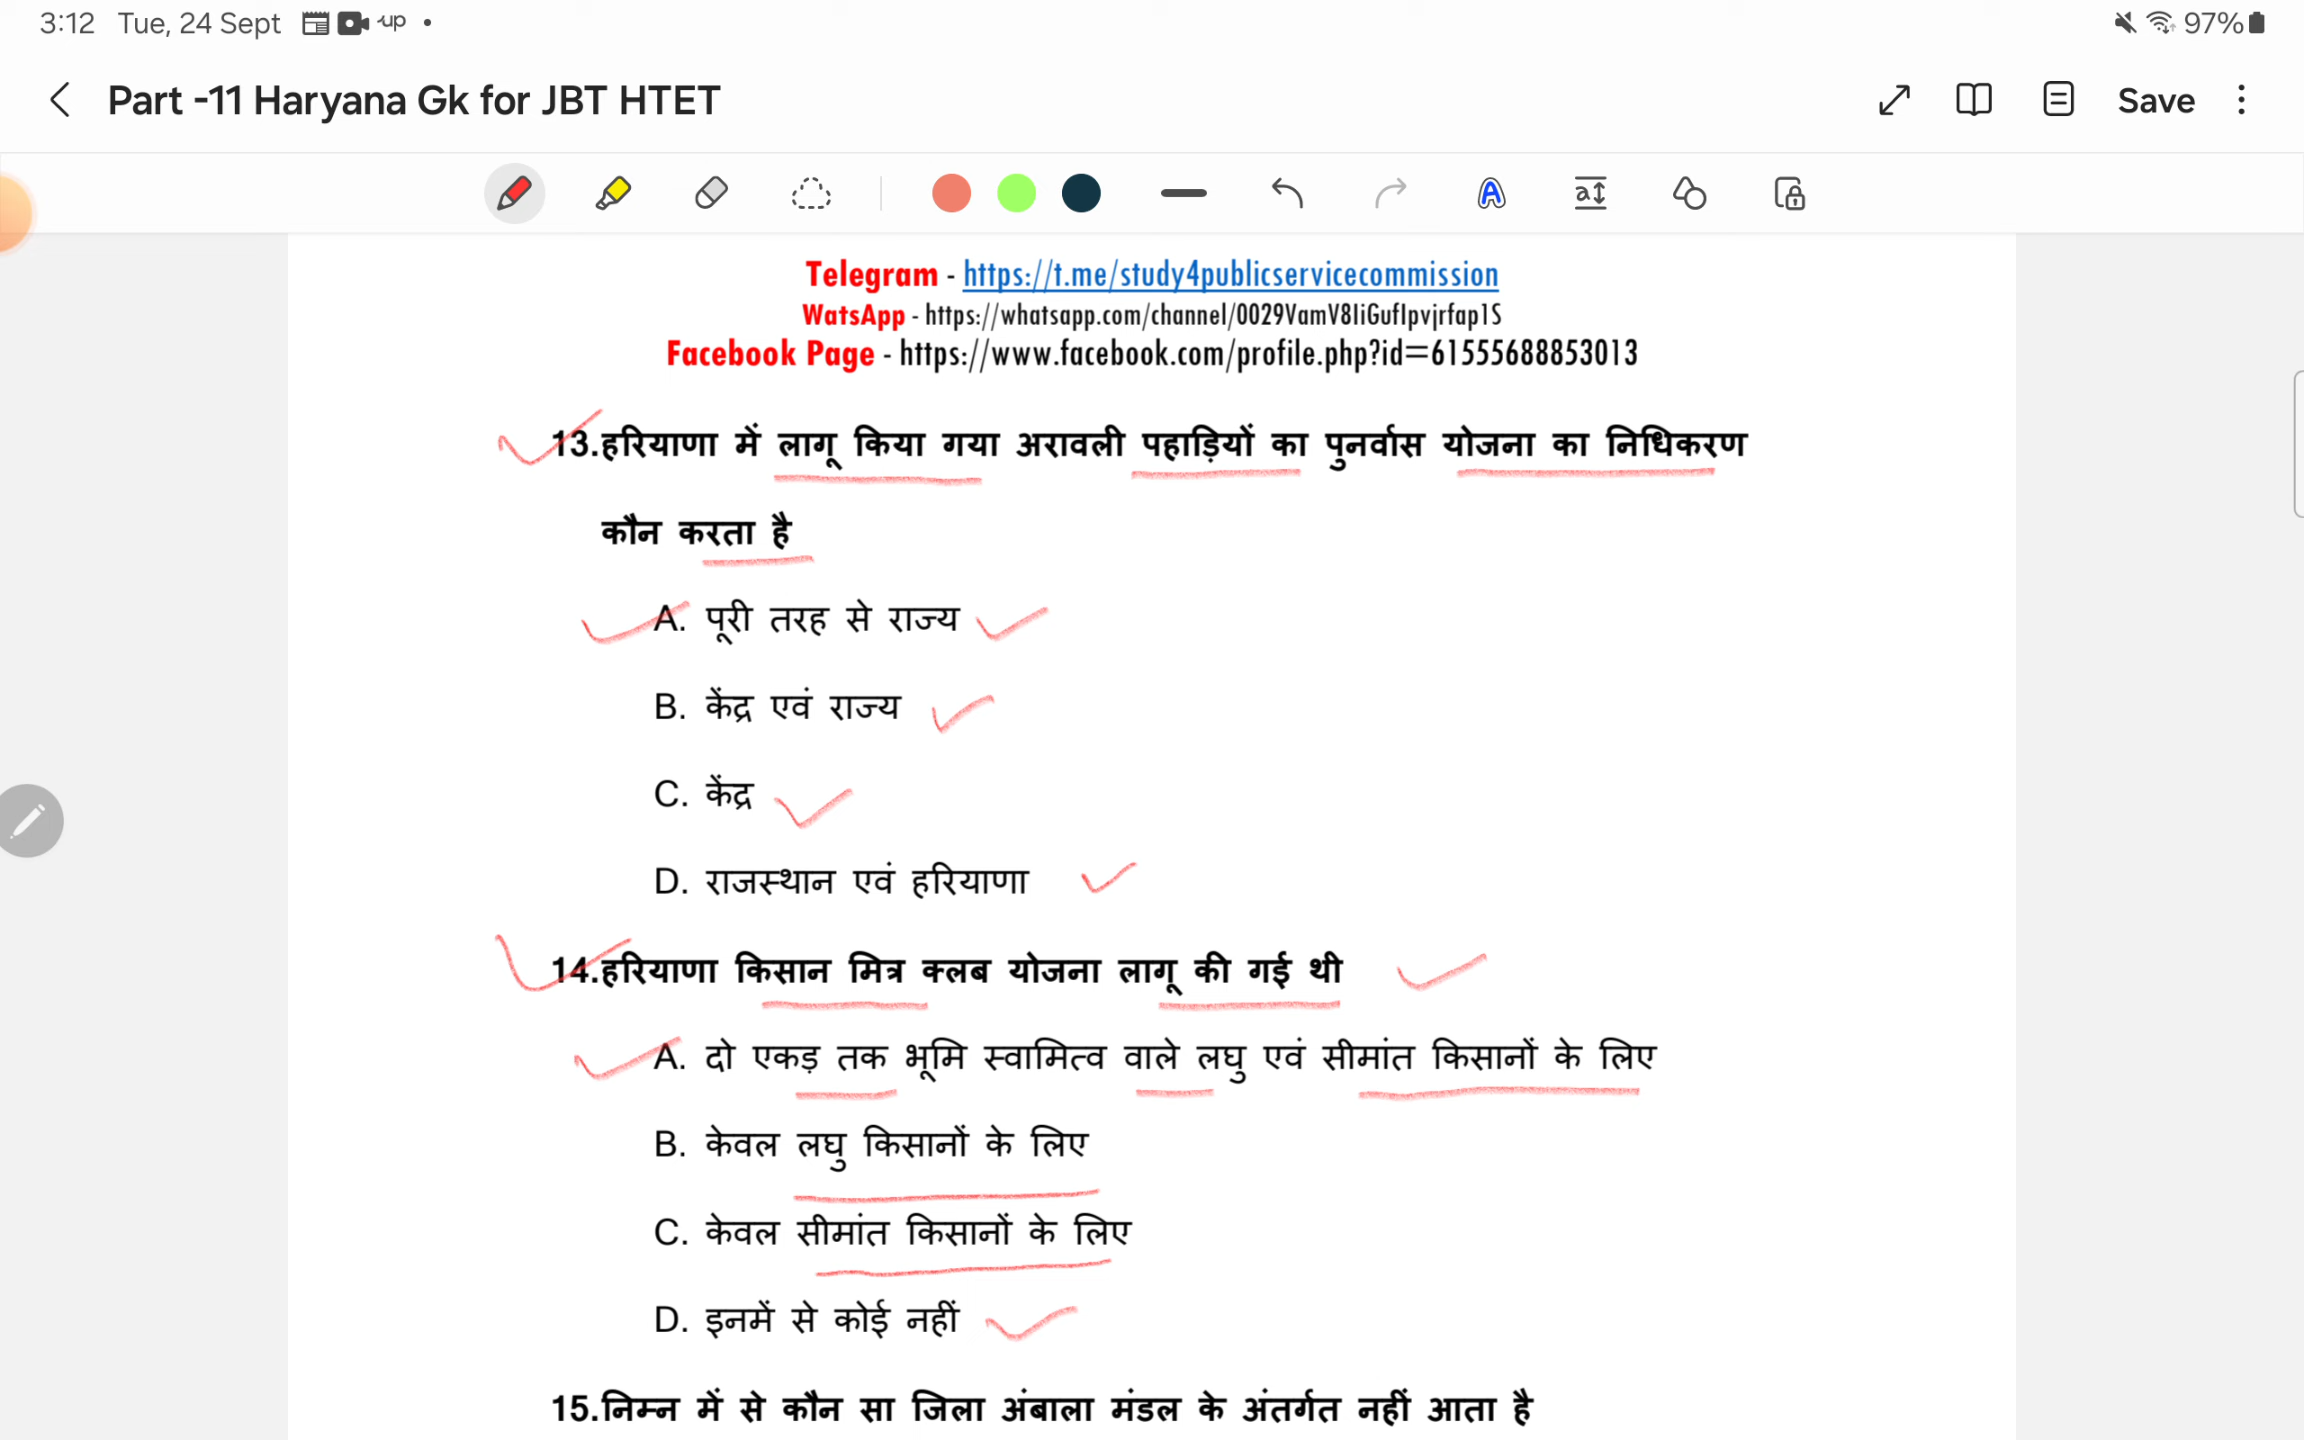 3:12 Tue, 24 Sept up 97%
Part -11 Haryana Gk for JBT HTET Save
Telegram - https://t.me/study4publicservicecommission
WatsApp - https://whatsapp.com/channel/0029VamV8liGufIpvjrfap1S
Facebook Page - https://www.facebook.com/profile.php?id=61555688853013
13.हरियाणा में लागू किया गया अरावली पहाड़ियों का पुनर्वास योजना का निधिकरण
कौन करता है
A. पूरी तरह से राज्य
B. केंद्र एवं राज्य
C. केंद्र
D. राजस्थान एवं हरियाणा
14.हरियाणा किसान मित्र क्लब योजना लागू की गई थी
A. दो एकड़ तक भूमि स्वामित्व वाले लघु एवं सीमांत किसानों के लिए
B. केवल लघु किसानों के लिए
C. केवल सीमांत किसानों के लिए
D. इनमें से कोई नहीं
15.निम्न में से कौन सा जिला अंबाला मंडल के अंतर्गत नहीं आता है